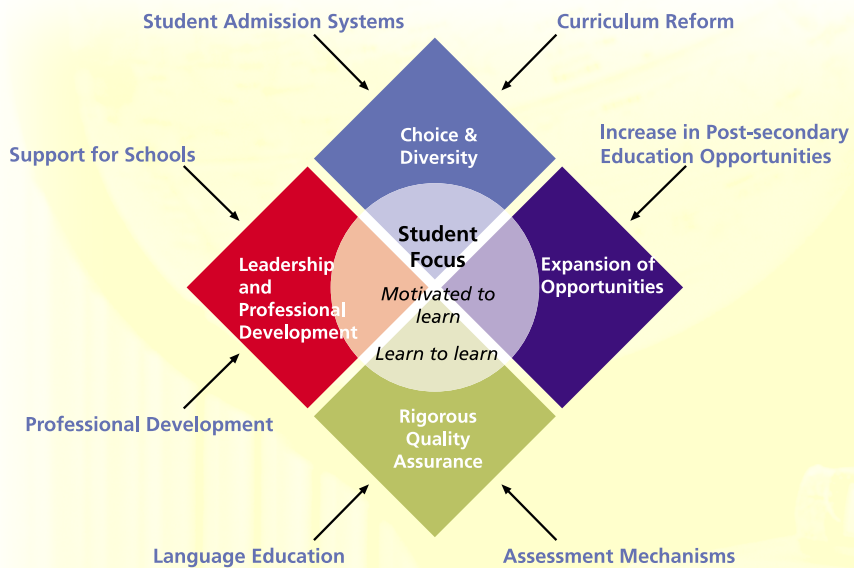 Student Admission Systems
Curriculum Reform
Choice &
Diversity
Increase in Post-secondary
Education Opportunities
Support for Schools
Student
Focus
Leadership
and
Professional
Development
Expansion of
Opportunities
Motivated to
learn
Learn to learn
Professional Development
Rigorous
Quality
Assurance
Language Education
Assessment Mechanisms